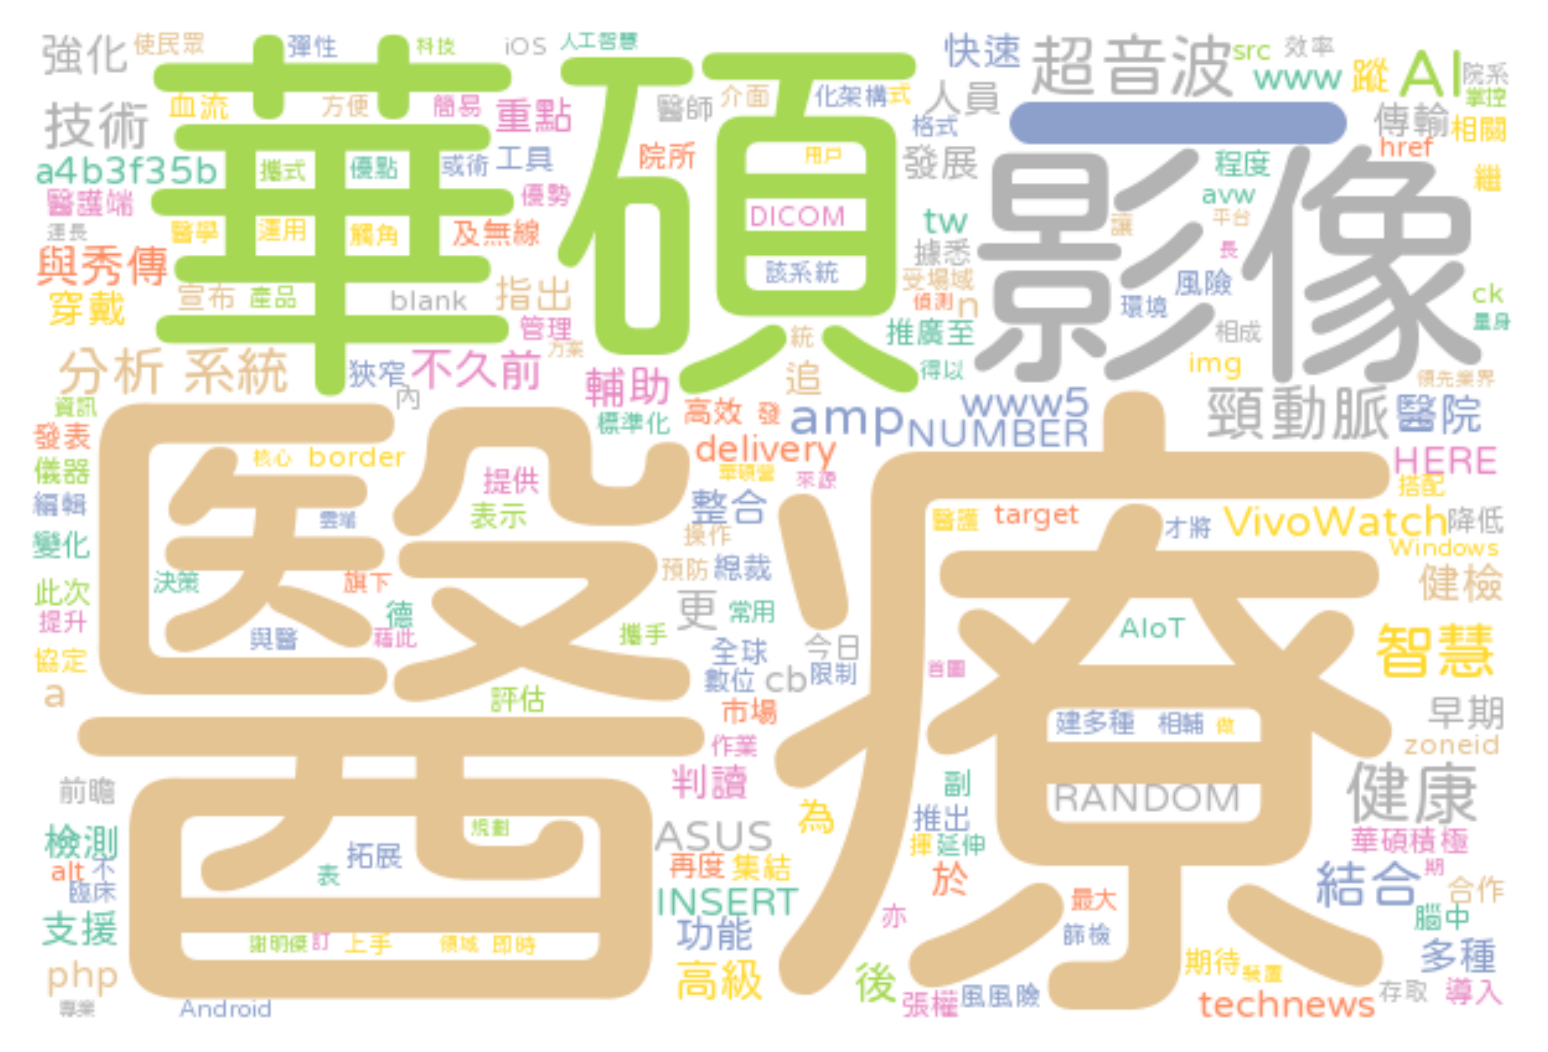 強化
使民眾
彈性
科技
iOS
人工智慧
快速
超音波
src
效率
www
蹤
AI
院系
掌控
華碩
技術
血流
方便
簡易
重點
醫師
介面
化架構
式
人員
一
傳輸
相關
格式
href
a4b3f35b
攜式
優點
或術
工具
院所
用戶
發展
影像
程度
繼
醫護端
優勢
DICOM
avw
醫學
運用
觸角
及無線
tw
讓
平台
與秀傳
據悉
長
該系統
受場域
風險
穿戴
宣布
產品
blank
指出
偵測
n
環境
ck
量身
管理
統
推廣至
相成
方案
分析
系統
狹窄
不久前
輔助
追
得以
img
領先業界
內
資訊
標準化
高效
發
amp
www5
NUMBER
頸動脈
醫院
發表
delivery
HERE
核心
border
華碩營
來源
搭配
醫療
儀器
提供
編輯
雲端
表示
整合
醫護
target
才將
VivoWatch
降低
變化
操作
Windows
決策
旗下
預防
總裁
健檢
此次
提升
德
更
常用
AIoT
與醫
藉此
攜手
智慧
協定
全球
今日
首圖
a
數位
cb
限制
評估
市場
建多種
相輔
做
早期
作業
zoneid
前瞻
判讀
副
RANDOM
健康
為
推出
規劃
檢測
ASUS
揮
延伸
華碩積極
alt
不
拓展
再度
集結
於
結合
期
表
臨床
INSERT
最大
合作
支援
亦
腦中
功能
篩檢
謝明傑
訂
上手
領域
即時
多種
php
高級
後
期待
裝置
專業
Android
張權
風風險
technews
存取
導入